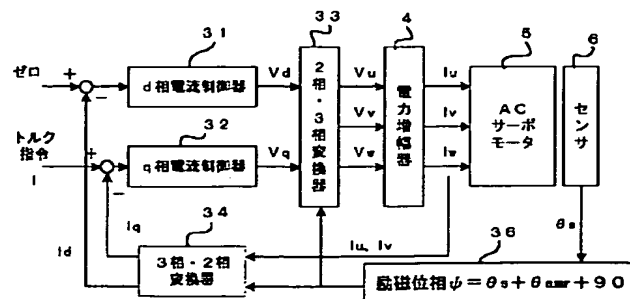 31
33
4
5
6
ゼロ
+
−
d相電流制御器
Vd
2相・3相変換器
Vu
電力増幅器
Iu
ACサーボモータ
センサ
32
Vv
Iv
トルク指令
I
+
−
q相電流制御器
Vq
Vw
Iw
θs
Iq
Id
34
3相・2相変換器
Iu, Iv
36
励磁位相ψ=θs+θamr+90